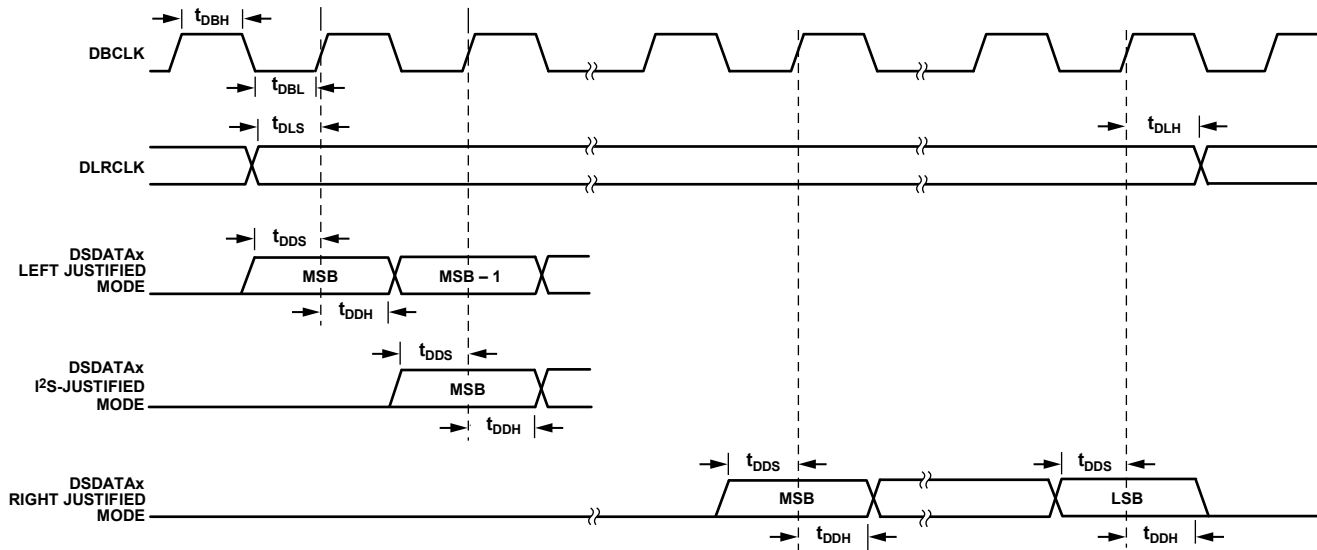 tDBH
DBCLK
tDBL
tDLS
tDLH
DLRCLK
tDDS
DSDATAx
LEFT JUSTIFIED
MODE
MSB
MSB – 1
tDDH
tDDS
DSDATAx
I2S-JUSTIFIED
MODE
MSB
tDDH
tDDS
tDDS
DSDATAx
RIGHT JUSTIFIED
MODE
MSB
LSB
tDDH
tDDH